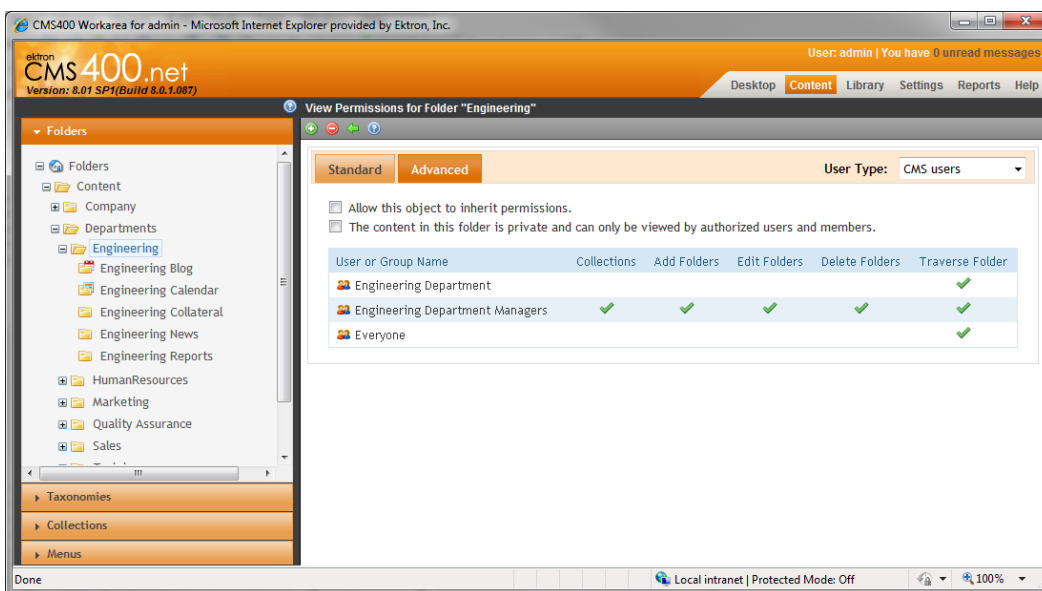 CMS400 Workarea for admin - Microsoft Internet Explorer provided by Ektron, Inc.
User: admin | You have 0 unread messages
ektron
CMS400.net
Version: 8.01 SP1(Build 8.0.1.087)
Desktop Content Library Settings Reports Help
View Permissions for Folder "Engineering"
Folders
Folders
Content
Company
Departments
Engineering
Engineering Blog
Engineering Calendar
Engineering Collateral
Engineering News
Engineering Reports
HumanResources
Marketing
Quality Assurance
Sales
Taxonomies
Collections
Menus
Standard Advanced User Type: CMS users
Allow this object to inherit permissions.
The content in this folder is private and can only be viewed by authorized users and members.
User or Group Name Collections Add Folders Edit Folders Delete Folders Traverse Folder
Engineering Department
Engineering Department Managers
Everyone
Done Local intranet | Protected Mode: Off 100%